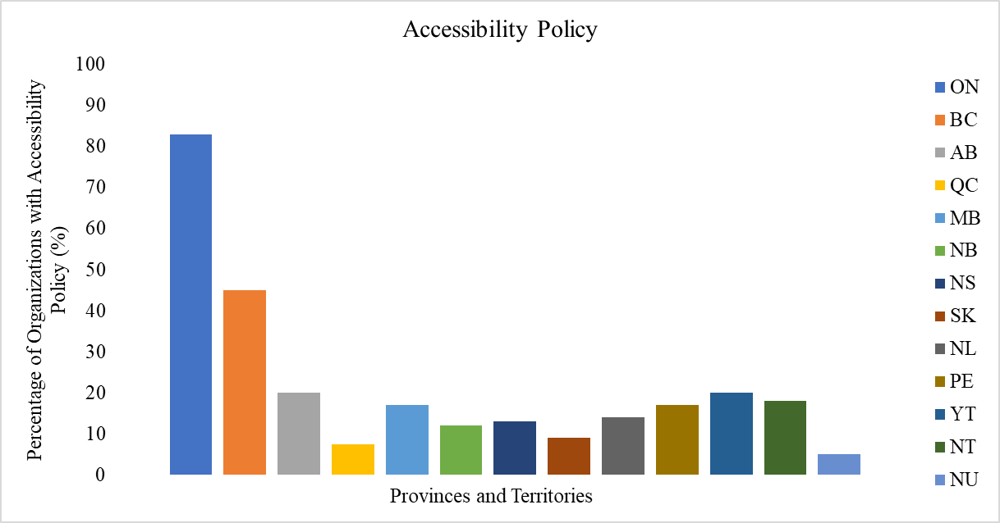 Accessibility Policy
Percentage of Organizations with Accessibility
Policy (%)
100
90
80
70
60
50
40
30
20
10
0
Provinces and Territories
ON
BC
AB
QC
MB
NB
NS
SK
NL
PE
YT
NT
NU